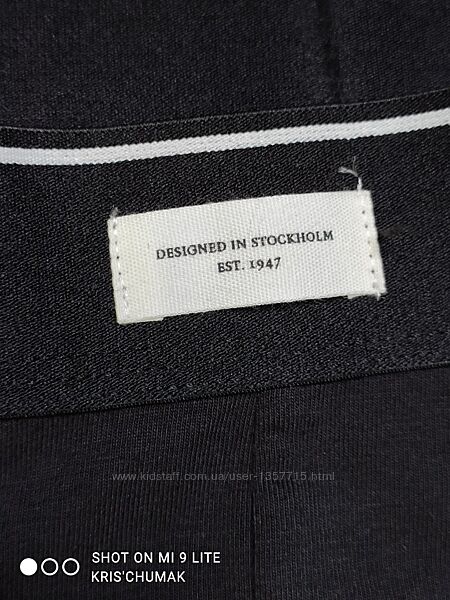 DESIGNED IN STOCKHOLM
EST. 1947
www.kidstaff.com.ua/user-1357715.html
SHOT ON MI 9 LITE
KRIS'CHUMAK